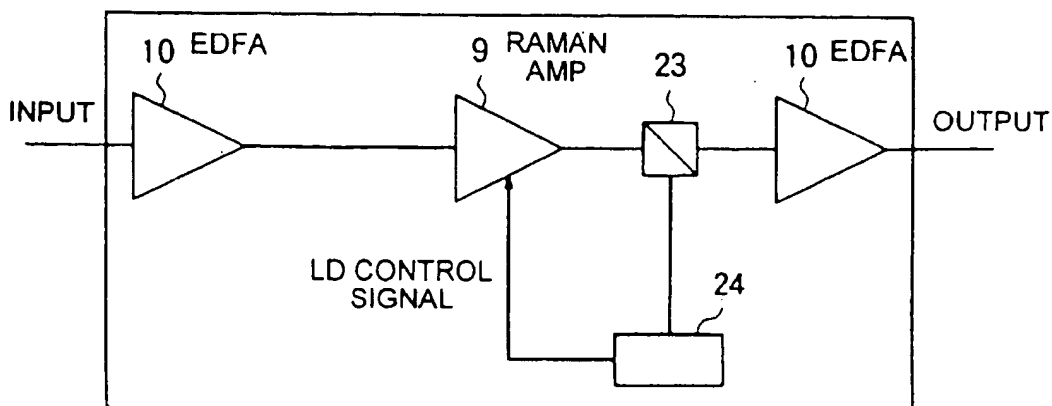 10 EDFA
9 RAMAN
AMP
23
10 EDFA
INPUT
OUTPUT
LD CONTROL
SIGNAL
24